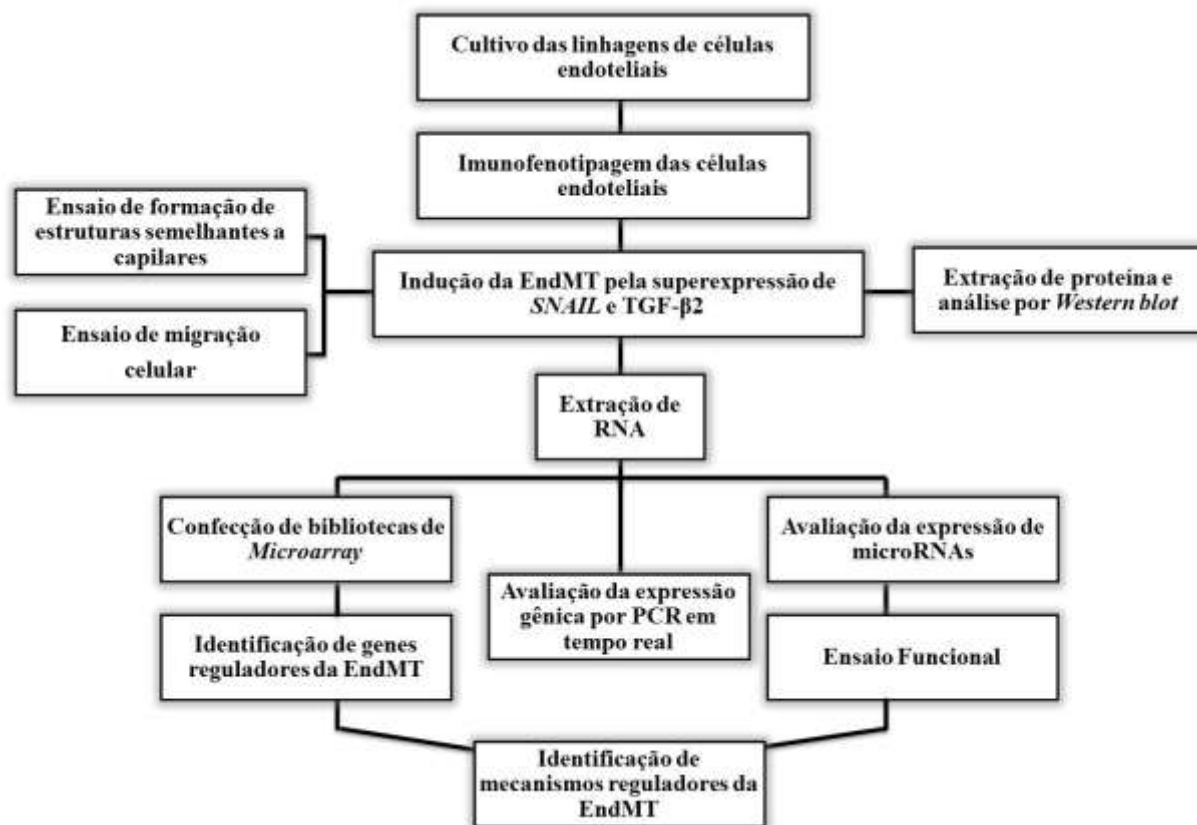 Cultivo das linhagens de células
endoteliais
Imunofenotipagem das células
endoteliais
Ensaio de formação de
estruturas semelhantes a
capilares
Ensaio de migração
celular
Indução da EndMT pela superexpressão de
SNAIL e TGF-β2
Extração de proteína e
análise por Western blot
Extração de
RNA
Confecção de bibliotecas de
Microarray
Avaliação da expressão
gênica por PCR em
tempo real
Avaliação da expressão de
microRNAs
Identificação de genes
reguladores da EndMT
Ensaio Funcional
Identificação de
mecanismos reguladores da
EndMT